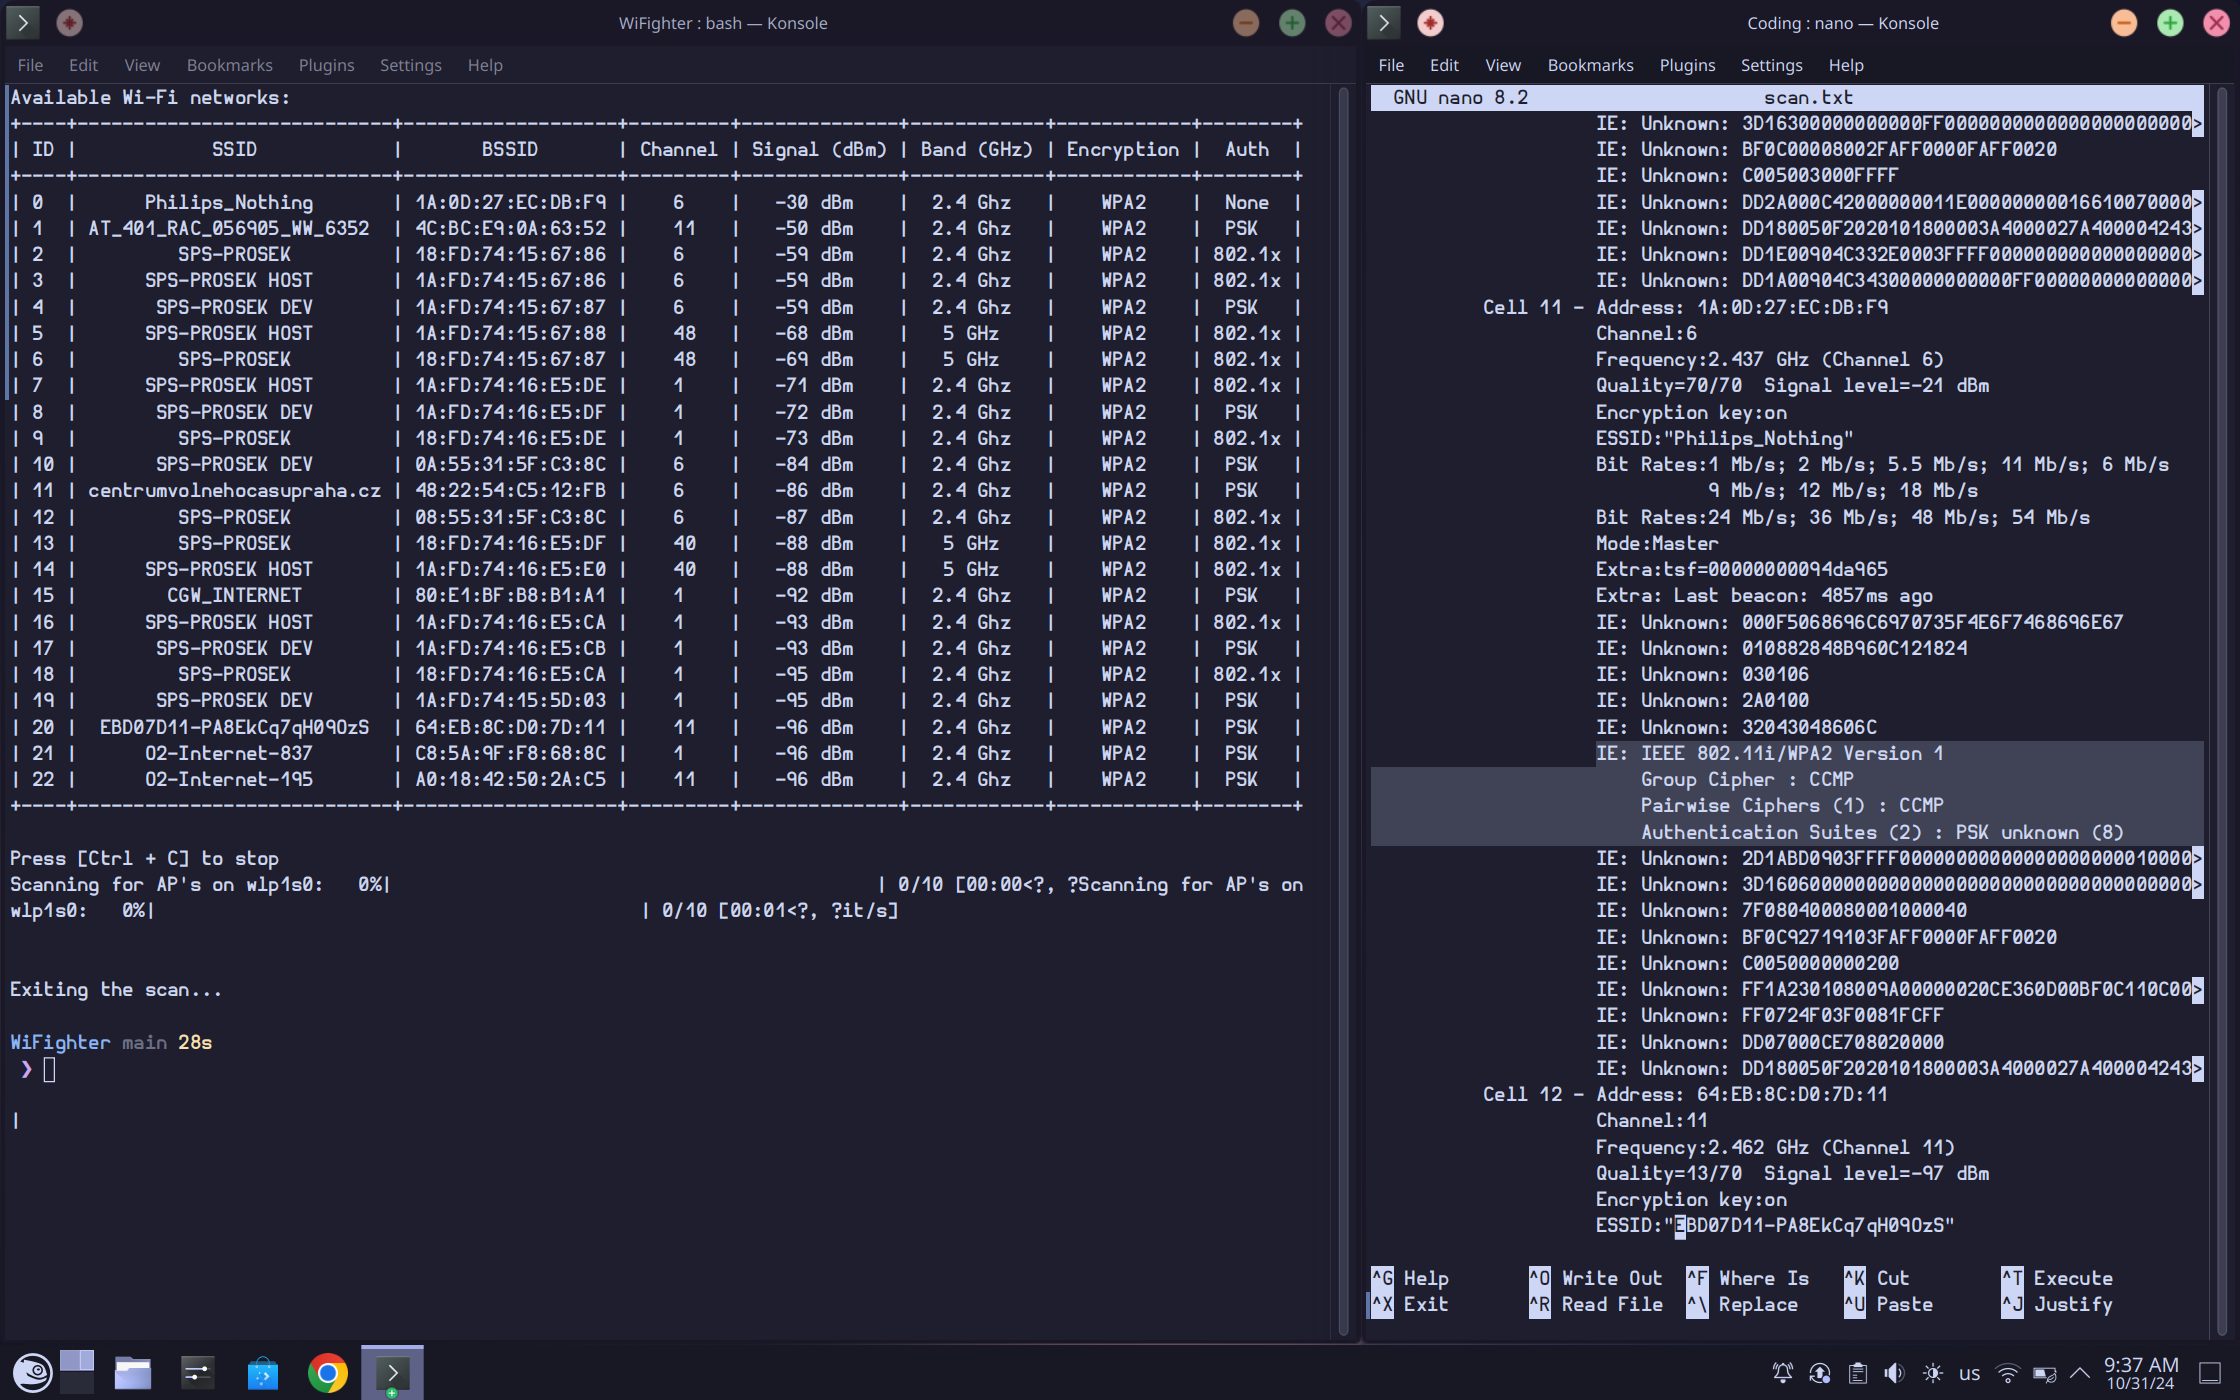 WiFighter : bash — Konsole
File Edit View Bookmarks Plugins Settings Help
Available Wi-Fi networks:
+----+----------------------------+-------------------+---------+--------------+------------+------------+--------+
| ID | SSID | BSSID | Channel | Signal (dBm) | Band (GHz) | Encryption | Auth |
+----+----------------------------+-------------------+---------+--------------+------------+------------+--------+
| 0 | Philips_Nothing | 1A:0D:27:EC:DB:F9 | 6 | -30 dBm | 2.4 Ghz | WPA2 | None |
| 1 | AT_401_RAC_056905_WW_6352 | 4C:BC:E9:0A:63:52 | 11 | -50 dBm | 2.4 Ghz | WPA2 | PSK |
| 2 | SPS-PROSEK | 18:FD:74:15:67:86 | 6 | -59 dBm | 2.4 Ghz | WPA2 | 802.1x |
| 3 | SPS-PROSEK HOST | 1A:FD:74:15:67:86 | 6 | -59 dBm | 2.4 Ghz | WPA2 | 802.1x |
| 4 | SPS-PROSEK DEV | 1A:FD:74:15:67:87 | 6 | -59 dBm | 2.4 Ghz | WPA2 | PSK |
| 5 | SPS-PROSEK HOST | 1A:FD:74:15:67:88 | 48 | -68 dBm | 5 GHz | WPA2 | 802.1x |
| 6 | SPS-PROSEK | 18:FD:74:15:67:87 | 48 | -69 dBm | 5 GHz | WPA2 | 802.1x |
| 7 | SPS-PROSEK HOST | 1A:FD:74:16:E5:DE | 1 | -71 dBm | 2.4 Ghz | WPA2 | 802.1x |
| 8 | SPS-PROSEK DEV | 1A:FD:74:16:E5:DF | 1 | -72 dBm | 2.4 Ghz | WPA2 | PSK |
| 9 | SPS-PROSEK | 18:FD:74:16:E5:DE | 1 | -73 dBm | 2.4 Ghz | WPA2 | 802.1x |
| 10 | SPS-PROSEK DEV | 0A:55:31:5F:C3:8C | 6 | -84 dBm | 2.4 Ghz | WPA2 | PSK |
| 11 | centrumvolnehocasupraha.cz | 48:22:54:C5:12:FB | 6 | -86 dBm | 2.4 Ghz | WPA2 | PSK |
| 12 | SPS-PROSEK | 08:55:31:5F:C3:8C | 6 | -87 dBm | 2.4 Ghz | WPA2 | 802.1x |
| 13 | SPS-PROSEK | 18:FD:74:16:E5:DF | 40 | -88 dBm | 5 GHz | WPA2 | 802.1x |
| 14 | SPS-PROSEK HOST | 1A:FD:74:16:E5:E0 | 40 | -88 dBm | 5 GHz | WPA2 | 802.1x |
| 15 | CGW_INTERNET | 80:E1:BF:B8:B1:A1 | 1 | -92 dBm | 2.4 Ghz | WPA2 | PSK |
| 16 | SPS-PROSEK HOST | 1A:FD:74:16:E5:CA | 1 | -93 dBm | 2.4 Ghz | WPA2 | 802.1x |
| 17 | SPS-PROSEK DEV | 1A:FD:74:16:E5:CB | 1 | -93 dBm | 2.4 Ghz | WPA2 | PSK |
| 18 | SPS-PROSEK | 18:FD:74:16:E5:CA | 1 | -95 dBm | 2.4 Ghz | WPA2 | 802.1x |
| 19 | SPS-PROSEK DEV | 1A:FD:74:15:5D:03 | 1 | -95 dBm | 2.4 Ghz | WPA2 | PSK |
| 20 | EBD07D11-PA8EkCq7qH09OzS | 64:EB:8C:D0:7D:11 | 11 | -96 dBm | 2.4 Ghz | WPA2 | PSK |
| 21 | O2-Internet-837 | C8:5A:9F:F8:68:8C | 1 | -96 dBm | 2.4 Ghz | WPA2 | PSK |
| 22 | O2-Internet-195 | A0:18:42:50:2A:C5 | 11 | -96 dBm | 2.4 Ghz | WPA2 | PSK |
+----+----------------------------+-------------------+---------+--------------+------------+------------+--------+
Press [Ctrl + C] to stop
Scanning for AP's on wlp1s0:   0%| | 0/10 [00:00<?, ?Scanning for AP's on
wlp1s0:   0%| | 0/10 [00:01<?, ?it/s]
Exiting the scan...
WiFighter main 28s
❯
|
Coding : nano — Konsole
File Edit View Bookmarks Plugins Settings Help
GNU nano 8.2 scan.txt
IE: Unknown: 3D16300000000000FF0000000000000000000000>
IE: Unknown: BF0C00008002FAFF0000FAFF0020
IE: Unknown: C005003000FFFF
IE: Unknown: DD2A000C42000000011E00000000016610070000>
IE: Unknown: DD180050F2020101800003A4000027A400004243>
IE: Unknown: DD1E00904C332E0003FFFF000000000000000000>
IE: Unknown: DD1A00904C34300000000000FF00000000000000>
Cell 11 - Address: 1A:0D:27:EC:DB:F9
Channel:6
Frequency:2.437 GHz (Channel 6)
Quality=70/70  Signal level=-21 dBm
Encryption key:on
ESSID:"Philips_Nothing"
Bit Rates:1 Mb/s; 2 Mb/s; 5.5 Mb/s; 11 Mb/s; 6 Mb/s
9 Mb/s; 12 Mb/s; 18 Mb/s
Bit Rates:24 Mb/s; 36 Mb/s; 48 Mb/s; 54 Mb/s
Mode:Master
Extra:tsf=00000000094da965
Extra: Last beacon: 4857ms ago
IE: Unknown: 000F5068696C6970735F4E6F7468696E67
IE: Unknown: 010882848B960C121824
IE: Unknown: 030106
IE: Unknown: 2A0100
IE: Unknown: 32043048606C
IE: IEEE 802.11i/WPA2 Version 1
Group Cipher : CCMP
Pairwise Ciphers (1) : CCMP
Authentication Suites (2) : PSK unknown (8)
IE: Unknown: 2D1ABD0903FFFF00000000000000000000010000>
IE: Unknown: 3D16060000000000000000000000000000000000>
IE: Unknown: 7F080400080001000040
IE: Unknown: BF0C92719103FAFF0000FAFF0020
IE: Unknown: C0050000000200
IE: Unknown: FF1A230108009A00000020CE360D00BF0C110C00>
IE: Unknown: FF0724F03F0081FCFF
IE: Unknown: DD07000CE708020000
IE: Unknown: DD180050F2020101800003A4000027A400004243>
Cell 12 - Address: 64:EB:8C:D0:7D:11
Channel:11
Frequency:2.462 GHz (Channel 11)
Quality=13/70  Signal level=-97 dBm
Encryption key:on
ESSID:"EBD07D11-PA8EkCq7qH09OzS"
^G Help ^O Write Out ^F Where Is ^K Cut ^T Execute
^X Exit ^R Read File ^\ Replace ^U Paste ^J Justify
us
9:37 AM
10/31/24